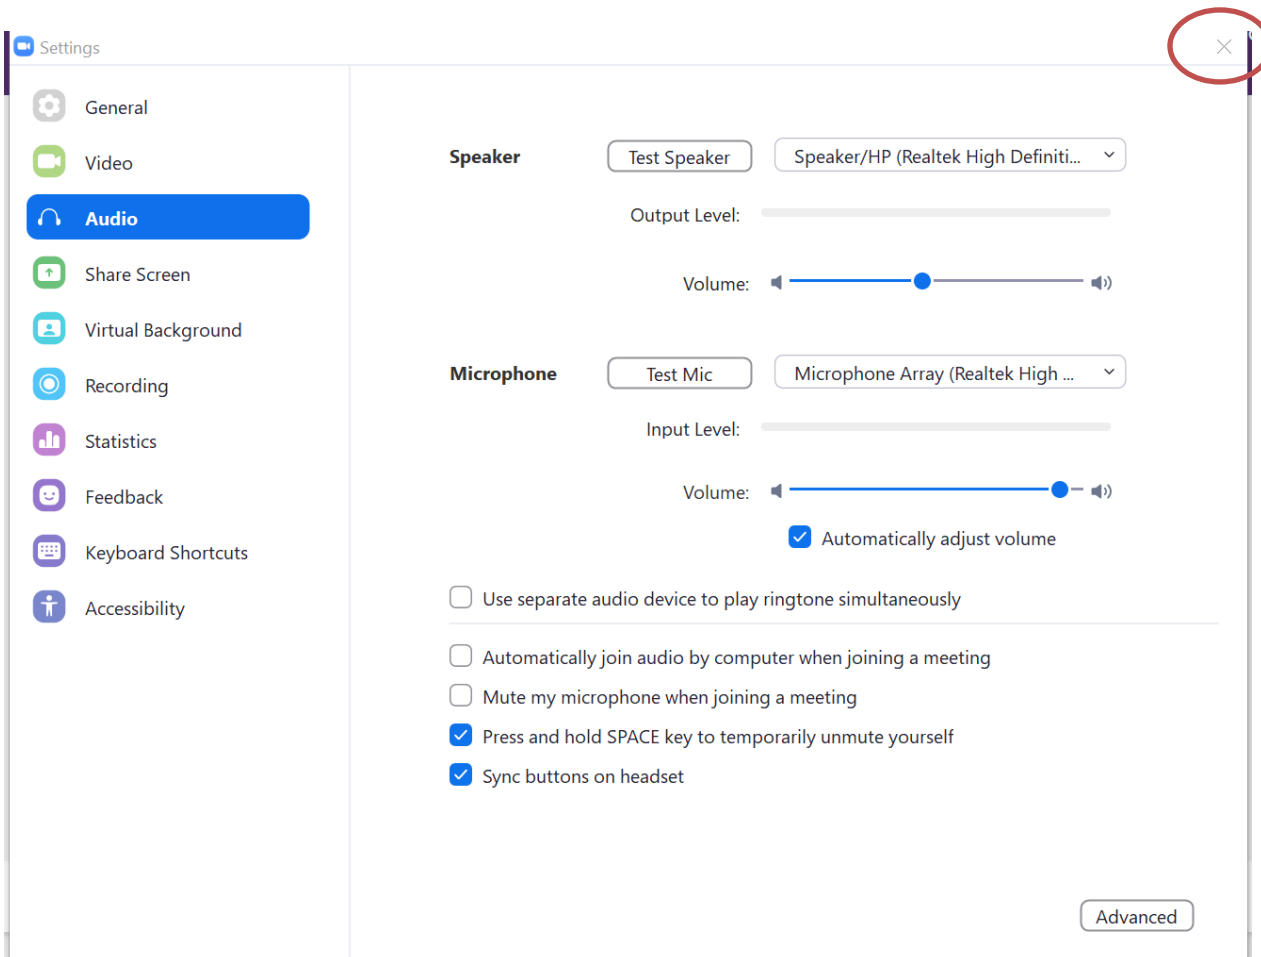 Settings
General
Video
Audio
Share Screen
Virtual Background
Recording
Statistics
Feedback
Keyboard Shortcuts
Accessibility
Speaker
Test Speaker
Speaker/HP (Realtek High Definiti...
Output Level:
Volume:
Microphone
Test Mic
Microphone Array (Realtek High ...
Input Level:
Volume:
Automatically adjust volume
Use separate audio device to play ringtone simultaneously
Automatically join audio by computer when joining a meeting
Mute my microphone when joining a meeting
Press and hold SPACE key to temporarily unmute yourself
Sync buttons on headset
Advanced